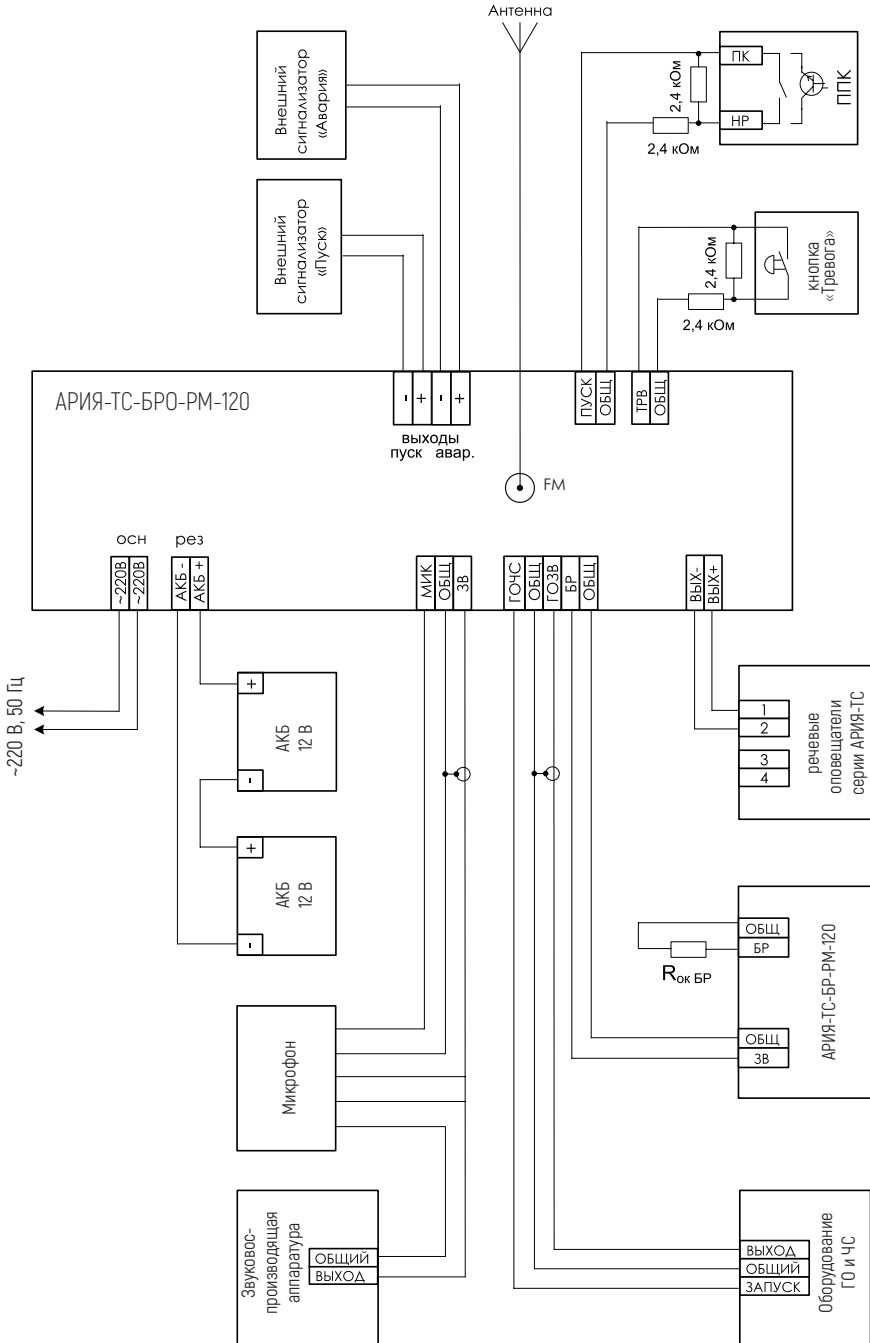 Антенна
Внешний
сигнализатор
«Авария»
Внешний
сигнализатор
«Пуск»
ПК
НР
ППК
2,4 кОм
2,4 кОм
кнопка
«Тревога»
2,4 кОм
2,4 кОм
АРИЯ-ТС-БРО-РМ-120
-
+
-
+
выходы
пуск авар.
ПУСК
ОБЩ
ТРВ
ОБЩ
FM
осн
рез
~220В
~220В
АКБ -
АКБ +
МИК
ОБЩ
ЗВ
ГОЧС
ОБЩ
ГОЗВ
БР
ОБЩ
ВЫХ-
ВЫХ+
~220 В, 50 Гц
+
АКБ
12 В
-
+
АКБ
12 В
-
1
2
3
4
речевые
оповещатели
серии АРИЯ-ТС
ОБЩ
БР
Rок БР
ОБЩ
ЗВ
АРИЯ-ТС-БР-РМ-120
Микрофон
Звуковос-
производящая
аппаратура
ОБЩИЙ
ВЫХОД
ВЫХОД
ОБЩИЙ
ЗАПУСК
Оборудование
ГО и ЧС